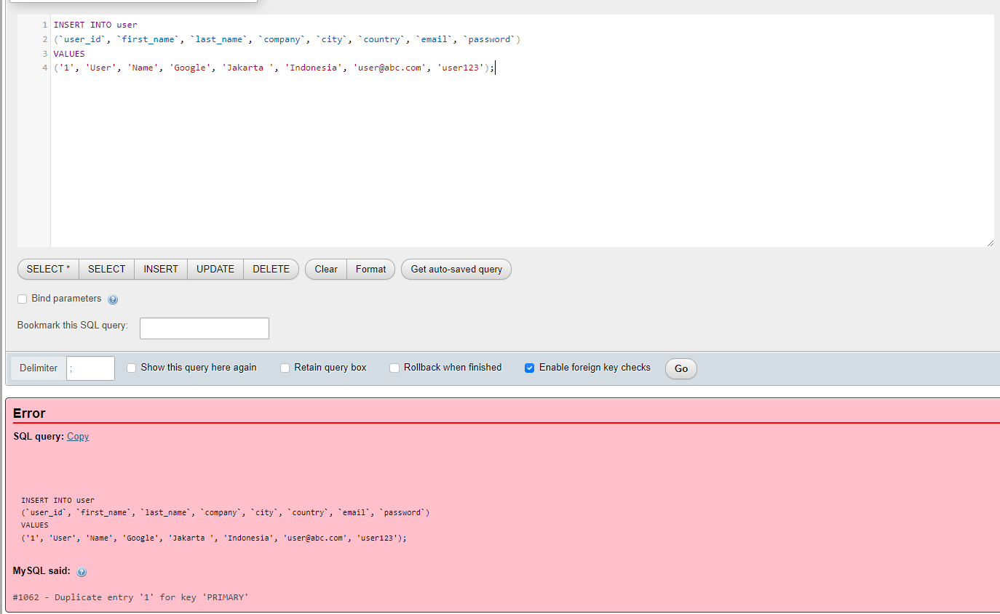 1 INSERT INTO user
2 (`user_id`, `first_name`, `last_name`, `company`, `city`, `country`, `email`, `password`)
3 VALUES
4 ('1', 'User', 'Name', 'Google', 'Jakarta ', 'Indonesia', 'user@abc.com', 'user123');
SELECT * SELECT INSERT UPDATE DELETE Clear Format Get auto-saved query
Bind parameters
Bookmark this SQL query:
Delimiter ; Show this query here again Retain query box Rollback when finished Enable foreign key checks Go
Error
SQL query: Copy
INSERT INTO user
(`user_id`, `first_name`, `last_name`, `company`, `city`, `country`, `email`, `password`)
VALUES
('1', 'User', 'Name', 'Google', 'Jakarta ', 'Indonesia', 'user@abc.com', 'user123');
MySQL said:
#1062 - Duplicate entry '1' for key 'PRIMARY'